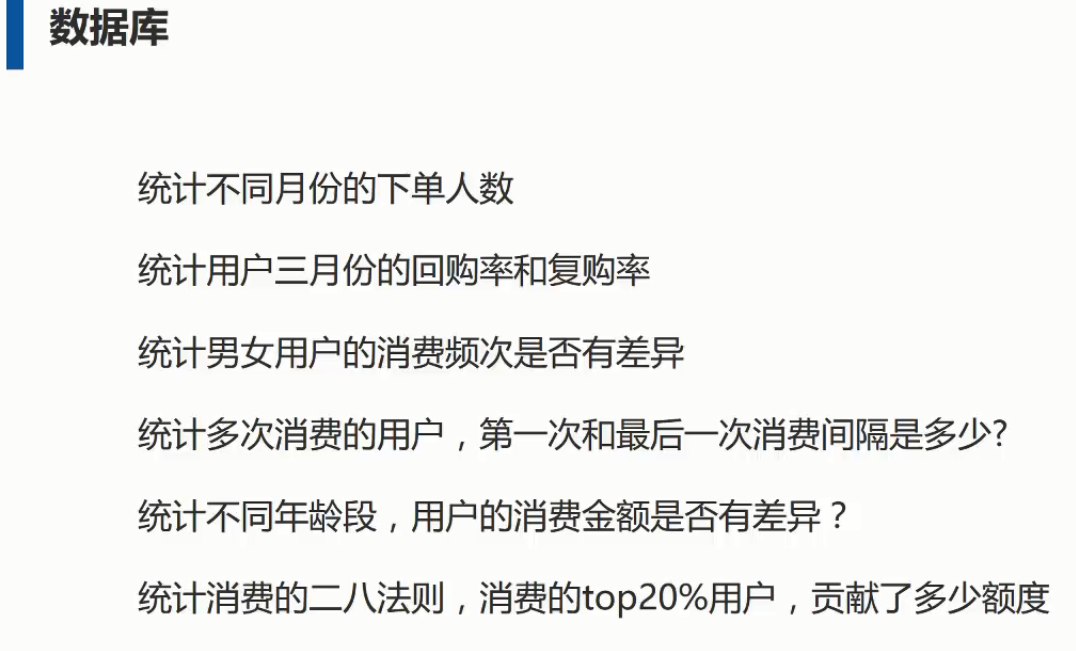 数据库
统计不同月份的下单人数
统计用户三月份的回购率和复购率
统计男女用户的消费频次是否有差异
统计多次消费的用户，第一次和最后一次消费间隔是多少?
统计不同年龄段，用户的消费金额是否有差异？
统计消费的二八法则，消费的top20%用户，贡献了多少额度